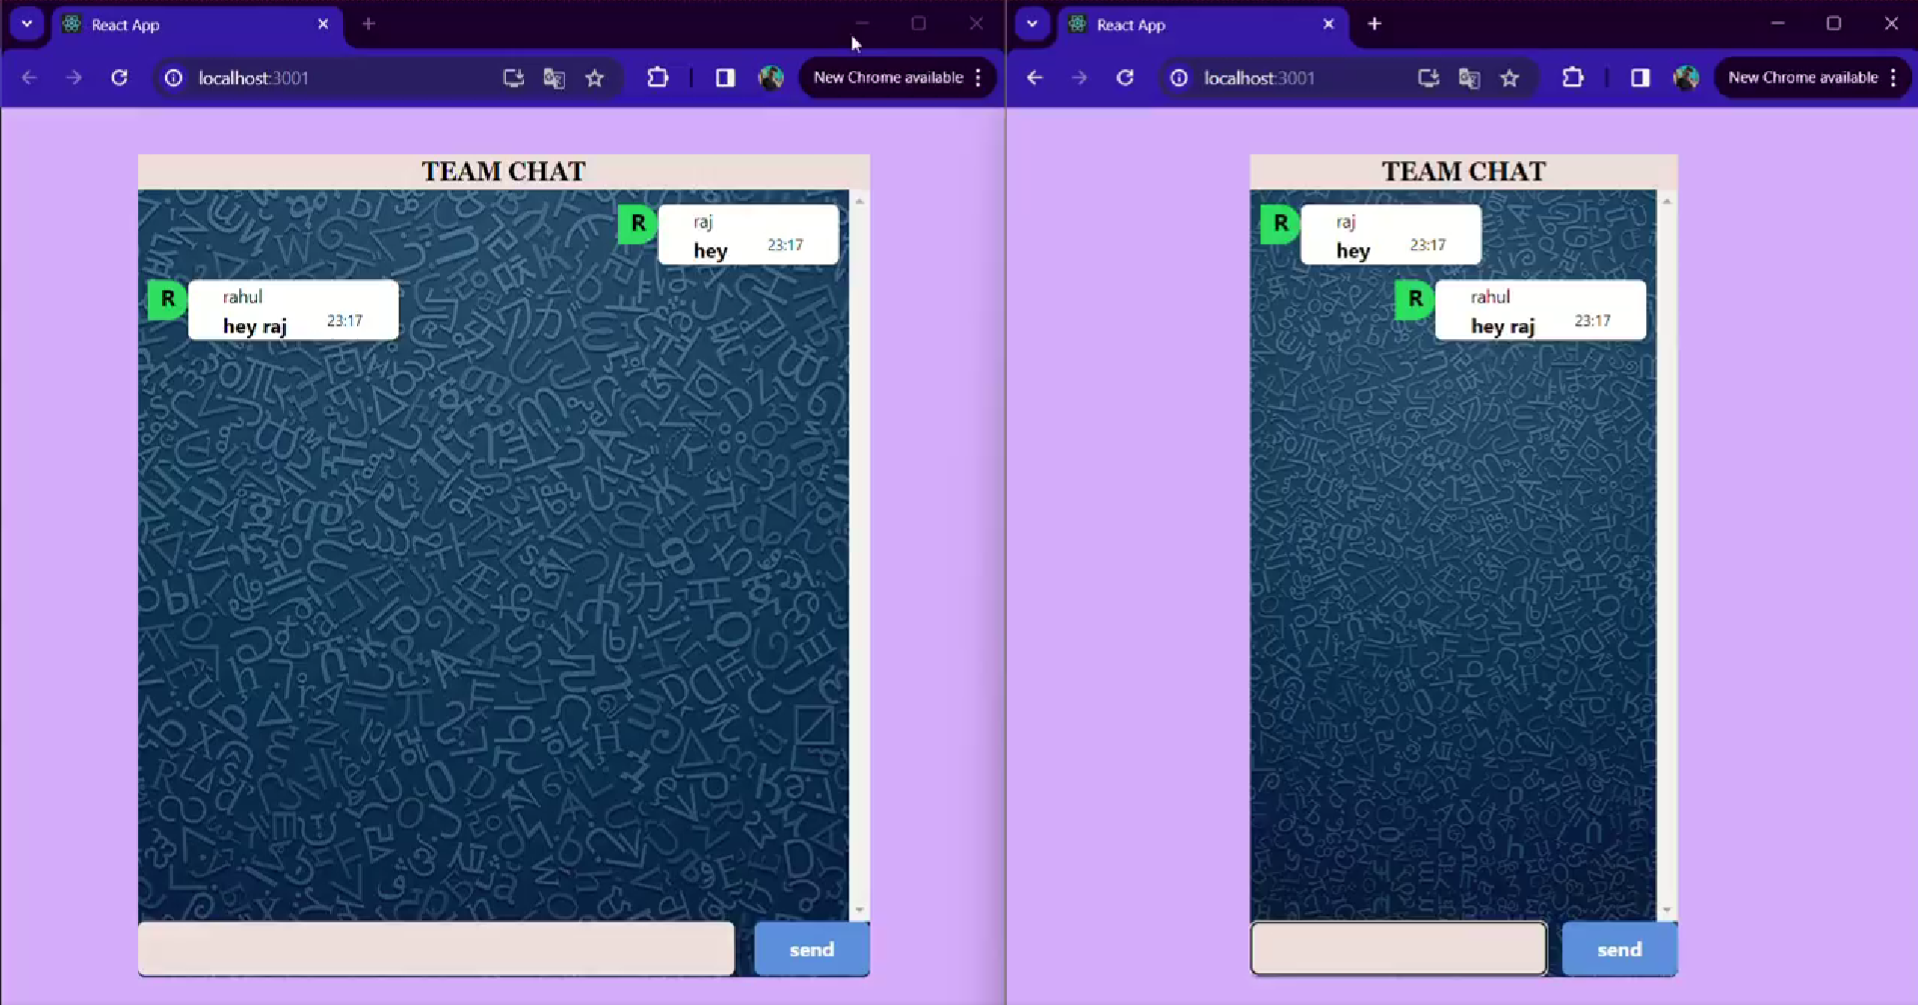 React App
localhost:3001
New Chrome available
TEAM CHAT
R
raj
hey
23:17
R
rahul
hey raj
23:17
send
React App
localhost:3001
New Chrome available
TEAM CHAT
R
raj
hey
23:17
R
rahul
hey raj
23:17
send